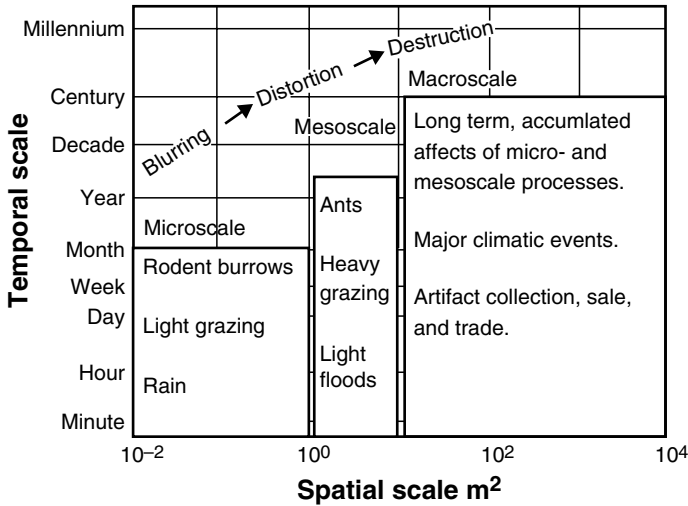 Millennium
Century
Decade
Year
Month
Week
Day
Hour
Minute
Temporal scale
Blurring
Distortion
Destruction
Microscale
Rodent burrows
Light grazing
Rain
Mesoscale
Ants
Heavy
grazing
Light
floods
Macroscale
Long term, accumlated
affects of micro- and
mesoscale processes.
Major climatic events.
Artifact collection, sale,
and trade.
10–2
100
102
104
Spatial scale m2